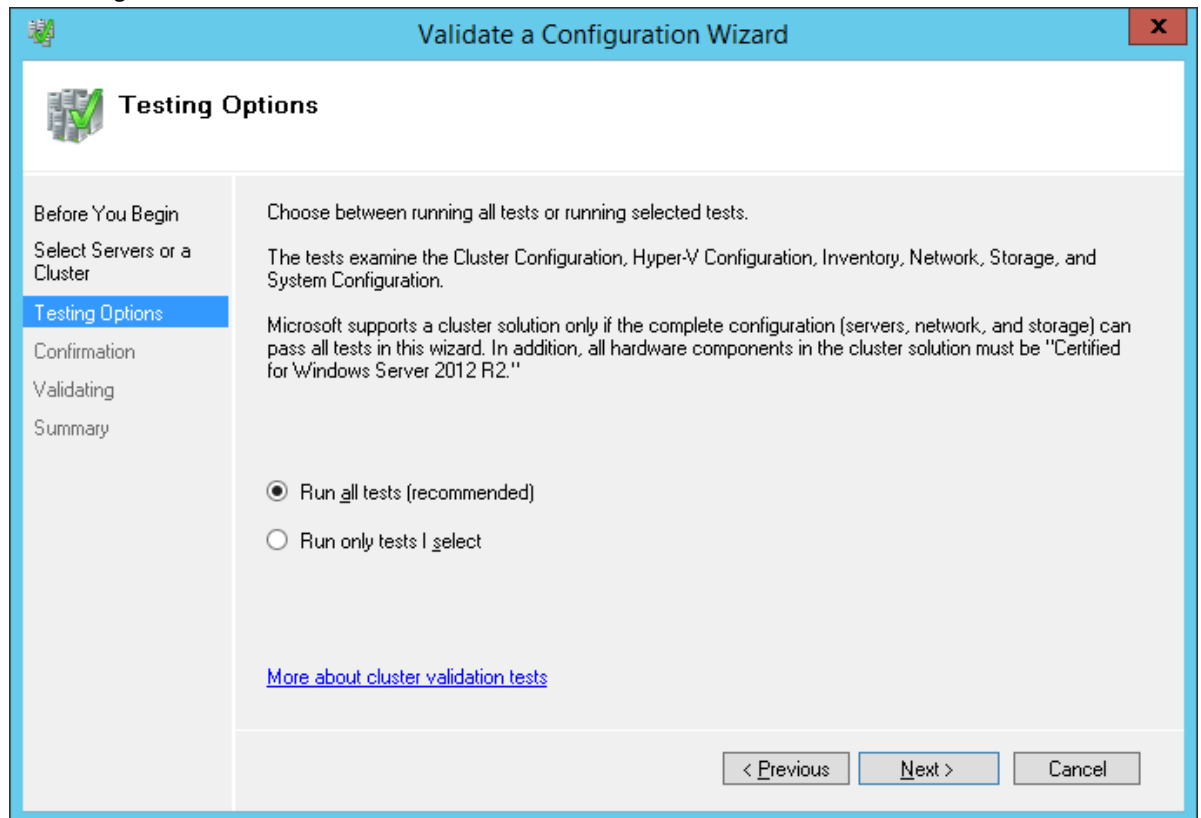 Validate a Configuration Wizard
X
Testing Options
Before You Begin
Select Servers or a
Cluster
Testing Options
Confirmation
Validating
Summary
Choose between running all tests or running selected tests.
The tests examine the Cluster Configuration, Hyper-V Configuration, Inventory, Network, Storage, and
System Configuration.
Microsoft supports a cluster solution only if the complete configuration (servers, network, and storage) can
pass all tests in this wizard. In addition, all hardware components in the cluster solution must be "Certified
for Windows Server 2012 R2."
Run all tests (recommended)
Run only tests I select
More about cluster validation tests
< Previous
Next >
Cancel